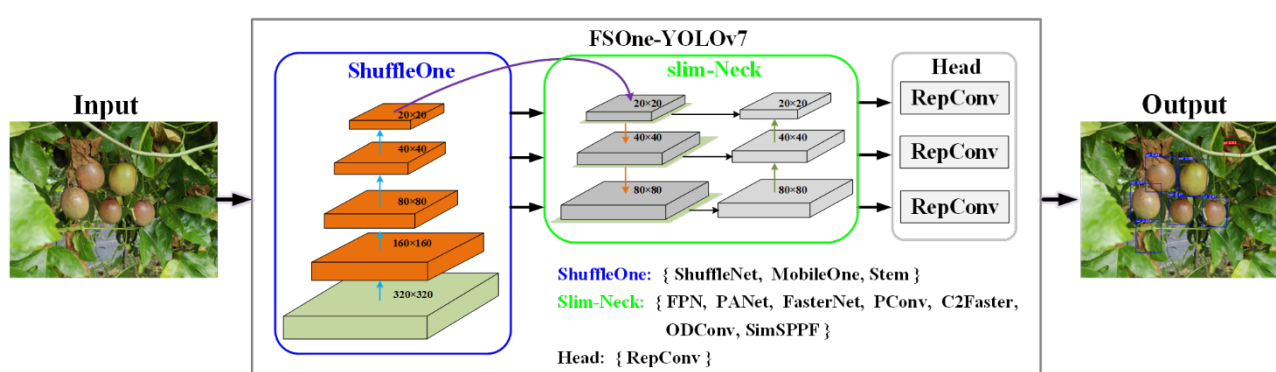 FSOne-YOLOv7
Input
ShuffleOne
20×20
40×40
80×80
160×160
320×320
slim-Neck
20×20
20×20
40×40
40×40
80×80
80×80
Head
RepConv
RepConv
RepConv
Output
ShuffleOne: { ShuffleNet, MobileOne, Stem }
Slim-Neck: { FPN, PANet, FasterNet, PConv, C2Faster,
ODConv, SimSPPF }
Head: { RepConv }